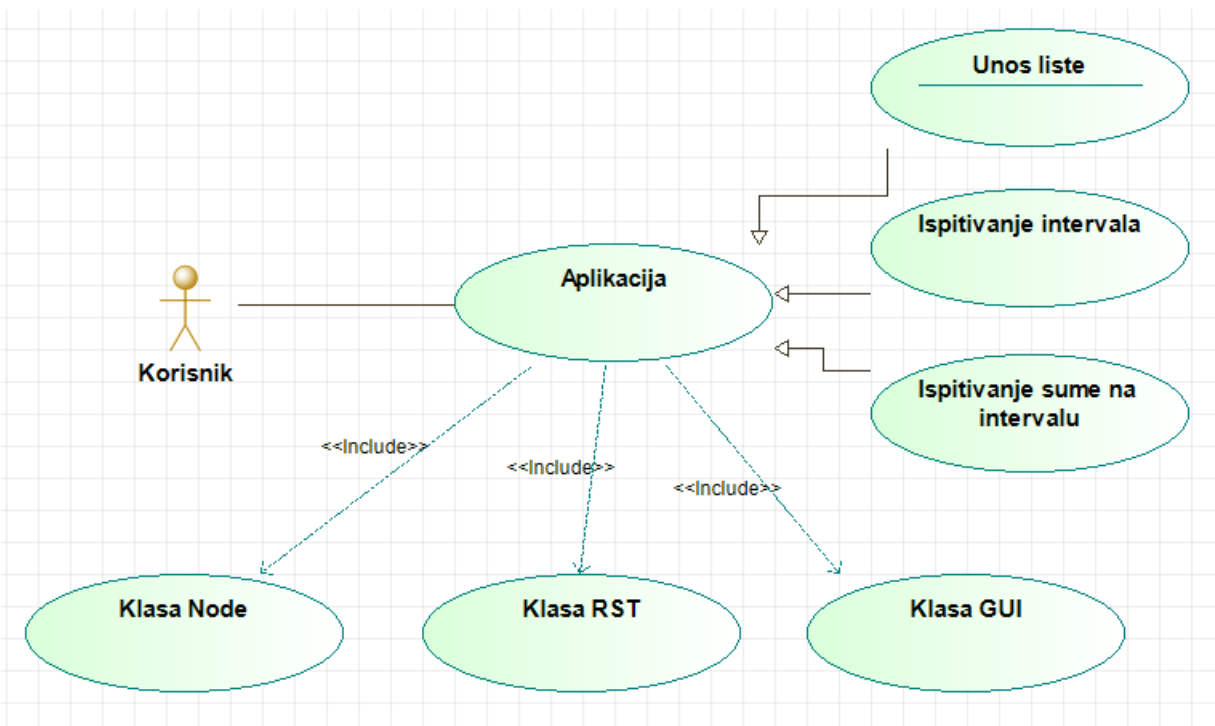 Unos liste
Ispitivanje intervala
Aplikacija
Korisnik
Ispitivanje sume na
intervalu
<<Include>>
<<Include>>
<<Include>>
Klasa Node
Klasa RST
Klasa GUI